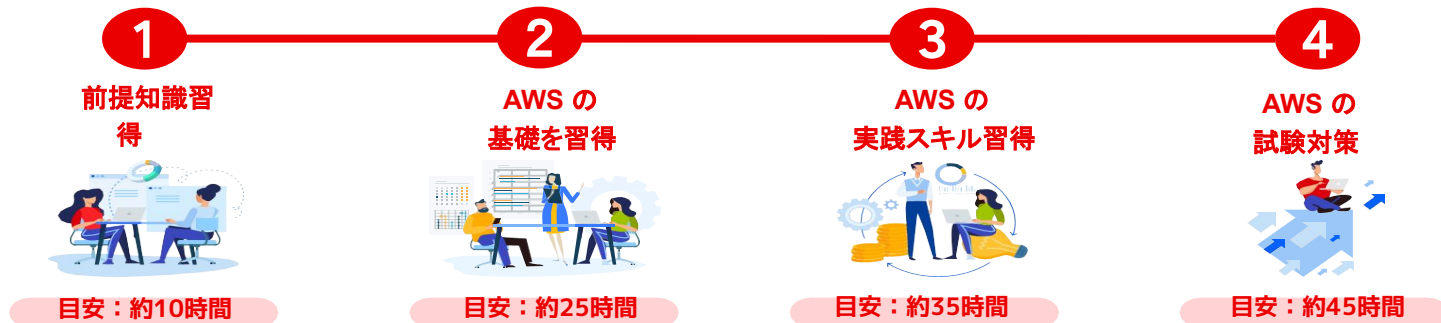 1
2
3
4
前提知識習
得
AWS の
基礎を習得
AWS の
実践スキル習得
AWS の
試験対策
目安：約10時間
目安：約25時間
目安：約35時間
目安：約45時間